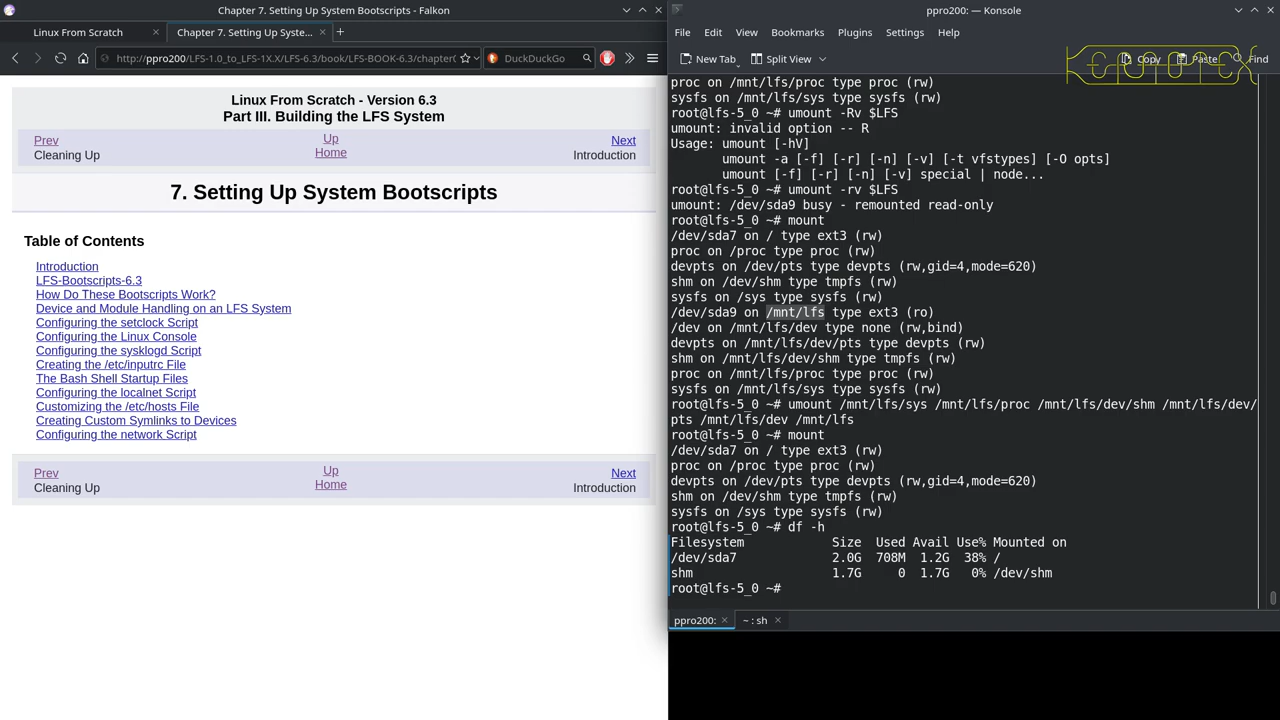 Chapter 7. Setting Up System Bootscripts - Falkon
Linux From Scratch
Chapter 7. Setting Up Syste...
http://ppro200/LFS-1.0_to_LFS-1X.X/LFS-6.3/book/LFS-BOOK-6.3/chapter(
DuckDuckGo
Linux From Scratch - Version 6.3
Part III. Building the LFS System
Prev
Up
Next
Cleaning Up
Home
Introduction
7. Setting Up System Bootscripts
Table of Contents
Introduction
LFS-Bootscripts-6.3
How Do These Bootscripts Work?
Device and Module Handling on an LFS System
Configuring the setclock Script
Configuring the Linux Console
Configuring the sysklogd Script
Creating the /etc/inputrc File
The Bash Shell Startup Files
Configuring the localnet Script
Customizing the /etc/hosts File
Creating Custom Symlinks to Devices
Configuring the network Script
Prev
Up
Next
Cleaning Up
Home
Introduction
ppro200: — Konsole
File Edit View Bookmarks Plugins Settings Help
New Tab Split View Copy Paste Find
proc on /mnt/lfs/proc type proc (rw)
sysfs on /mnt/lfs/sys type sysfs (rw)
root@lfs-5_0 ~# umount -Rv $LFS
umount: invalid option -- R
Usage: umount [-hV]
umount -a [-f] [-r] [-n] [-v] [-t vfstypes] [-O opts]
umount [-f] [-r] [-n] [-v] special | node...
root@lfs-5_0 ~# umount -rv $LFS
umount: /dev/sda9 busy - remounted read-only
root@lfs-5_0 ~# mount
/dev/sda7 on / type ext3 (rw)
proc on /proc type proc (rw)
devpts on /dev/pts type devpts (rw,gid=4,mode=620)
shm on /dev/shm type tmpfs (rw)
sysfs on /sys type sysfs (rw)
/dev/sda9 on /mnt/lfs type ext3 (ro)
/dev on /mnt/lfs/dev type none (rw,bind)
devpts on /mnt/lfs/dev/pts type devpts (rw)
shm on /mnt/lfs/dev/shm type tmpfs (rw)
proc on /mnt/lfs/proc type proc (rw)
sysfs on /mnt/lfs/sys type sysfs (rw)
root@lfs-5_0 ~# umount /mnt/lfs/sys /mnt/lfs/proc /mnt/lfs/dev/shm /mnt/lfs/dev/
pts /mnt/lfs/dev /mnt/lfs
root@lfs-5_0 ~# mount
/dev/sda7 on / type ext3 (rw)
proc on /proc type proc (rw)
devpts on /dev/pts type devpts (rw,gid=4,mode=620)
shm on /dev/shm type tmpfs (rw)
sysfs on /sys type sysfs (rw)
root@lfs-5_0 ~# df -h
Filesystem Size Used Avail Use% Mounted on
/dev/sda7 2.0G 708M 1.2G 38% /
shm 1.7G 0 1.7G 0% /dev/shm
root@lfs-5_0 ~#
ppro200:
~ : sh